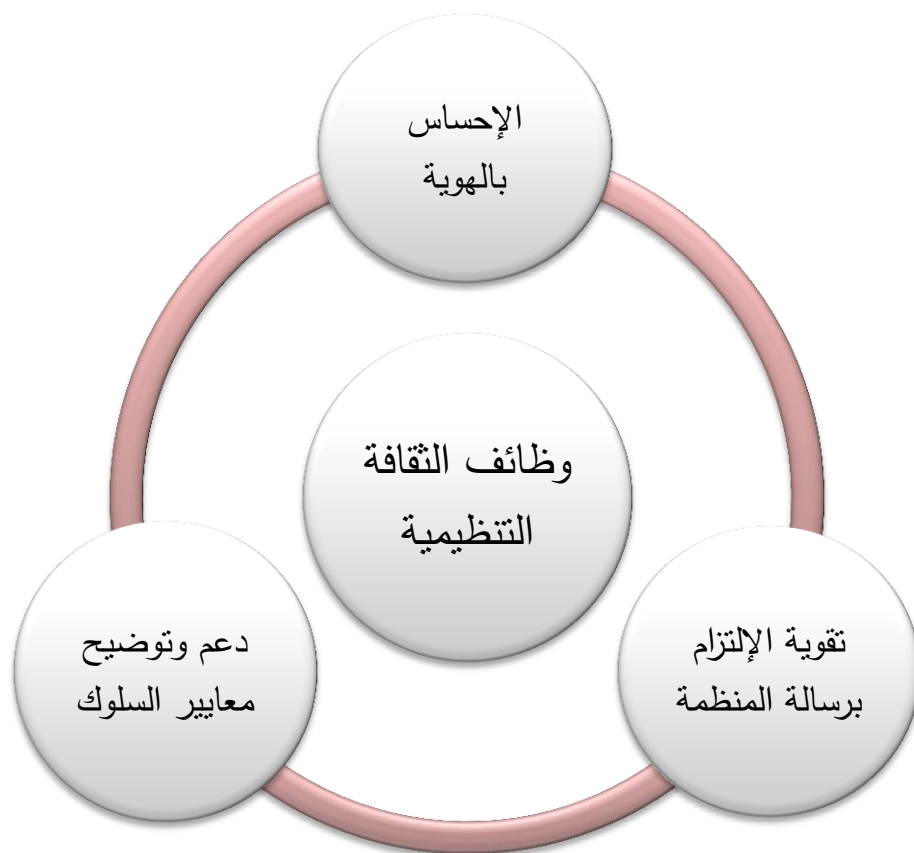 الإحساس
بالهوية
وظائف الثقافة
التنظيمية
تقوية الإلتزام
برسالة المنظمة
دعم وتوضيح
معايير السلوك